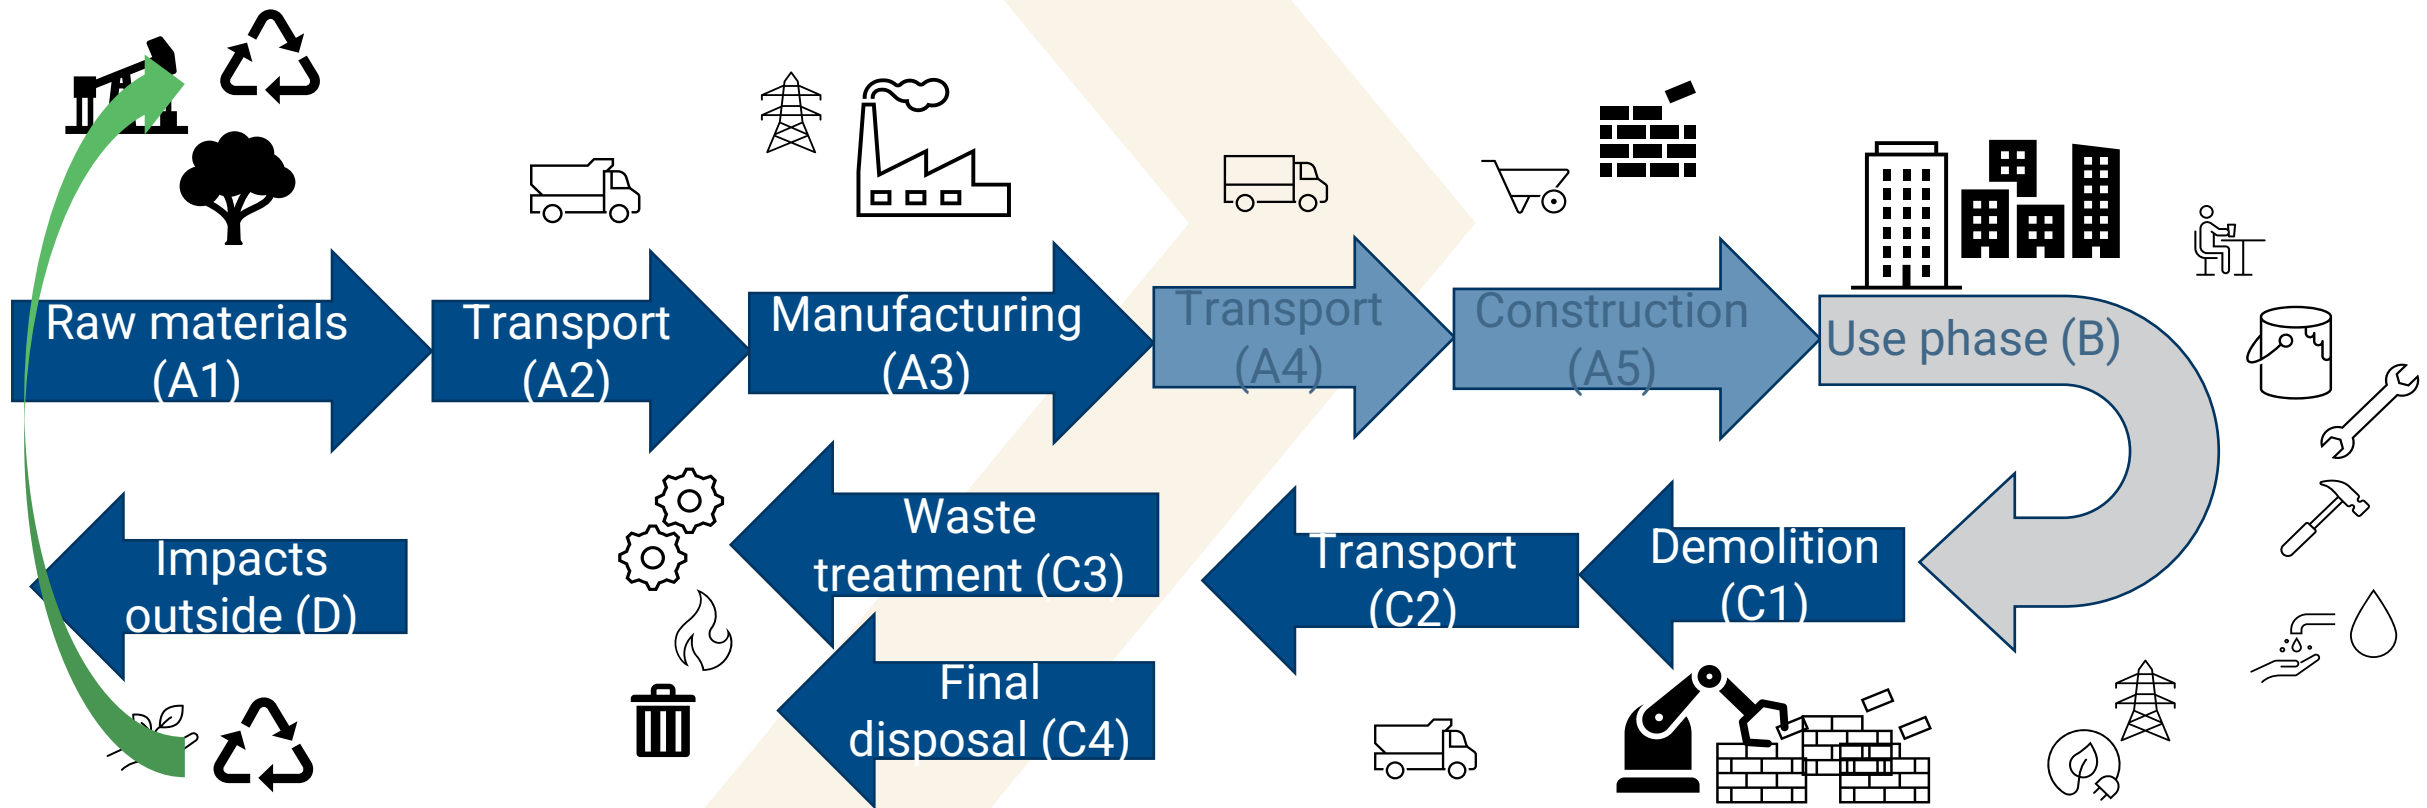 Raw materials
(A1)
Transport
(A2)
Manufacturing
(A3)
Transport
(A4)
Construction
(A5)
Use phase (B)
Demolition
(C1)
Transport
(C2)
Waste
treatment (C3)
Final
disposal (C4)
Impacts
outside (D)